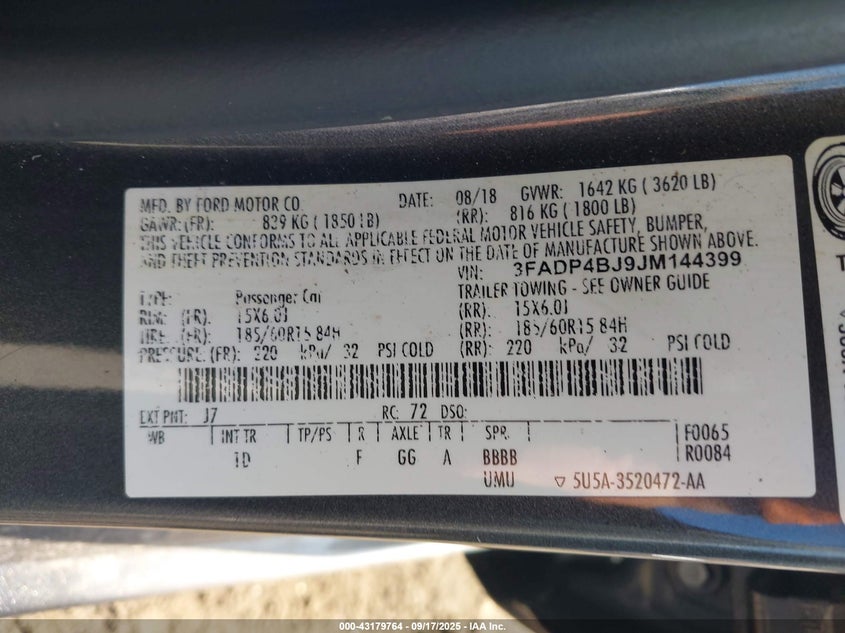 MFD. BY FORD MOTOR CO. DATE: 08/18 GVWR: 1642 KG ( 3620 LB)
GAWR: (FR): 839 KG ( 1850 LB) (RR): 816 KG ( 1800 LB)
THIS VEHICLE CONFORMS TO ALL APPLICABLE FEDERAL MOTOR VEHICLE SAFETY, BUMPER,
AND THEFT PREVENTION STANDARDS IN EFFECT ON THE DATE OF MANUFACTURE SHOWN ABOVE.
VIN: 3FADP4BJ9JM144399
TYPE: Passenger Car TRAILER TOWING - SEE OWNER GUIDE
RIM: (FR): 15X6.0J (RR): 15X6.0J
TIRE: (FR): 185/60R15 84H (RR): 185/60R15 84H
PRESSURE: (FR): 220 kPa/ 32 PSI COLD (RR): 220 kPa/ 32 PSI COLD
EXT PNT: J7 RC: 72 DSO:
WB INT TR TP/PS R AXLE TR SPR F0065
1D F GG A BBBB R0084
UMU ▽ 5U5A-3520472-AA
000-43179764 - 09/17/2025 - IAA Inc.